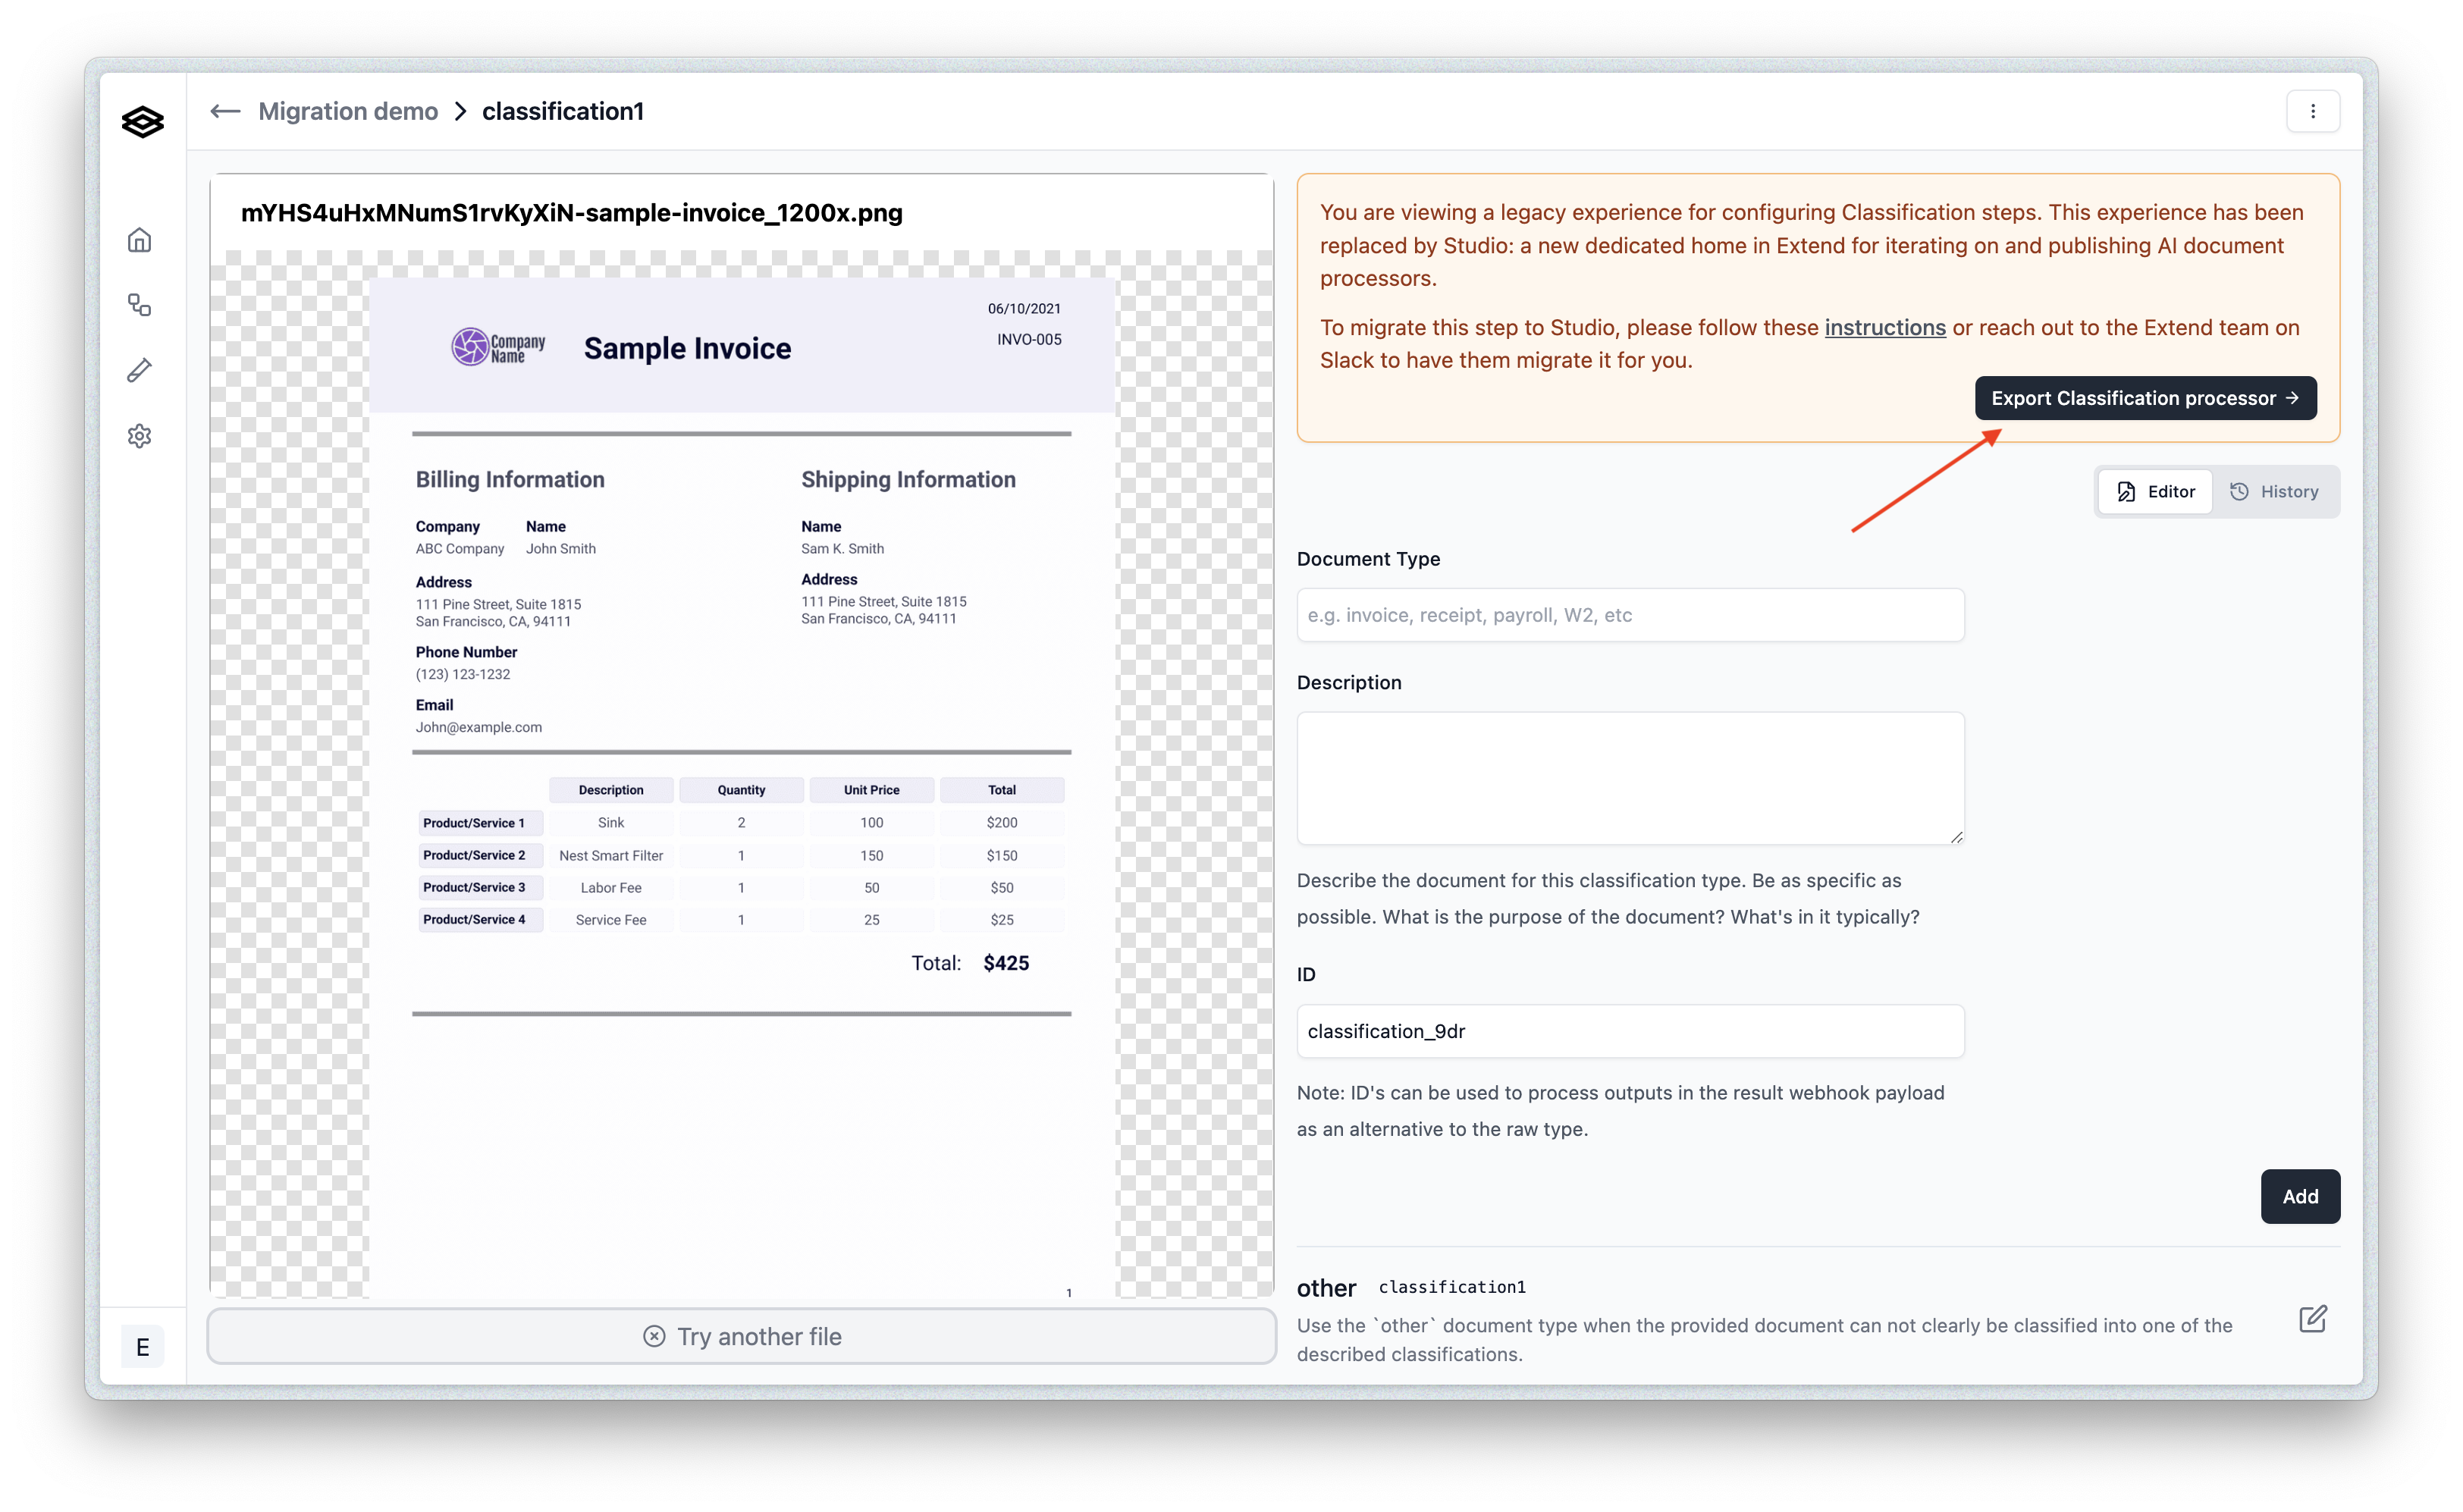 Migration demo
classification1
mYHS4uHxMNumS1rvKyXiN-sample-invoice_1200x.png
Company
Name
Sample Invoice
06/10/2021
INVO-005
Billing Information
Company Name
ABC Company John Smith
Address
111 Pine Street, Suite 1815
San Francisco, CA, 94111
Phone Number
(123) 123-1232
Email
John@example.com
Shipping Information
Name
Sam K. Smith
Address
111 Pine Street, Suite 1815
San Francisco, CA, 94111
Description Quantity Unit Price Total
Product/Service 1 Sink 2 100 $200
Product/Service 2 Nest Smart Filter 1 150 $150
Product/Service 3 Labor Fee 1 50 $50
Product/Service 4 Service Fee 1 25 $25
Total: $425
1
Try another file
E
You are viewing a legacy experience for configuring Classification steps. This experience has been
replaced by Studio: a new dedicated home in Extend for iterating on and publishing AI document
processors.
To migrate this step to Studio, please follow these instructions or reach out to the Extend team on
Slack to have them migrate it for you.
Export Classification processor →
Editor History
Document Type
e.g. invoice, receipt, payroll, W2, etc
Description
Describe the document for this classification type. Be as specific as
possible. What is the purpose of the document? What's in it typically?
ID
classification_9dr
Note: ID's can be used to process outputs in the result webhook payload
as an alternative to the raw type.
Add
other classification1
Use the `other` document type when the provided document can not clearly be classified into one of the
described classifications.